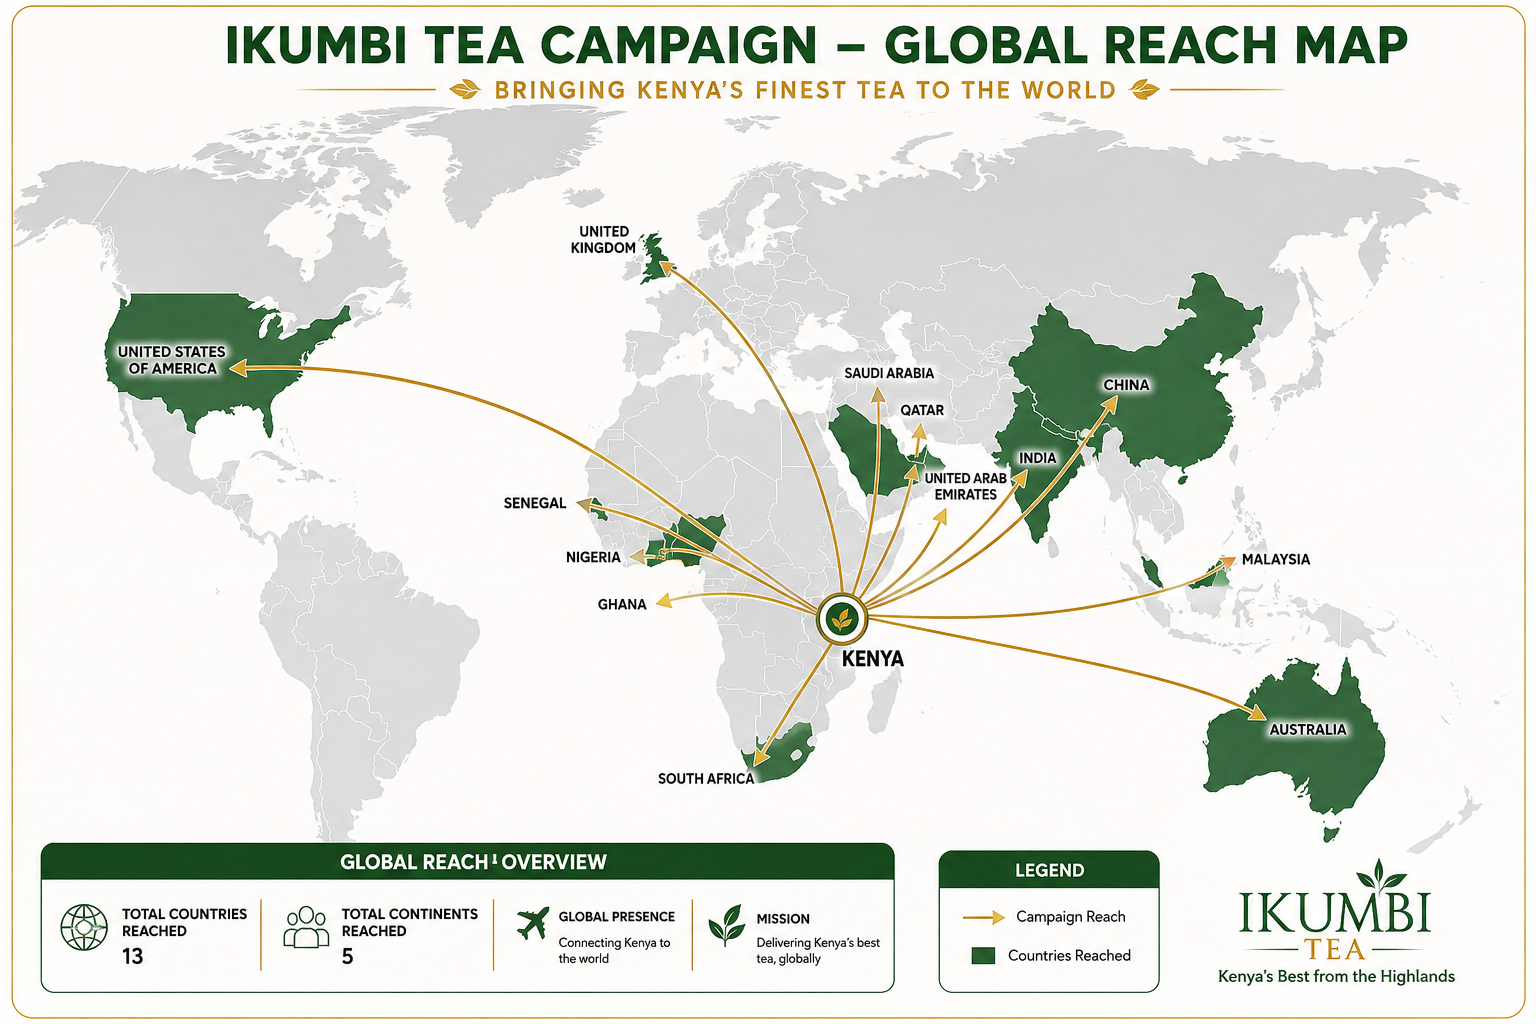 IKUMBI TEA CAMPAIGN – GLOBAL REACH MAP
BRINGING KENYA'S FINEST TEA TO THE WORLD
UNITED
KINGDOM
UNITED STATES
OF AMERICA
SAUDI ARABIA
CHINA
QATAR
INDIA
UNITED ARAB
EMIRATES
SENEGAL
NIGERIA
MALAYSIA
GHANA
KENYA
AUSTRALIA
SOUTH AFRICA
GLOBAL REACH OVERVIEW
TOTAL COUNTRIES
REACHED
13
TOTAL CONTINENTS
REACHED
5
GLOBAL PRESENCE
Connecting Kenya to
the world
MISSION
Delivering Kenya's best
tea, globally
LEGEND
Campaign Reach
Countries Reached
IKUMBI
TEA
Kenya's Best from the Highlands